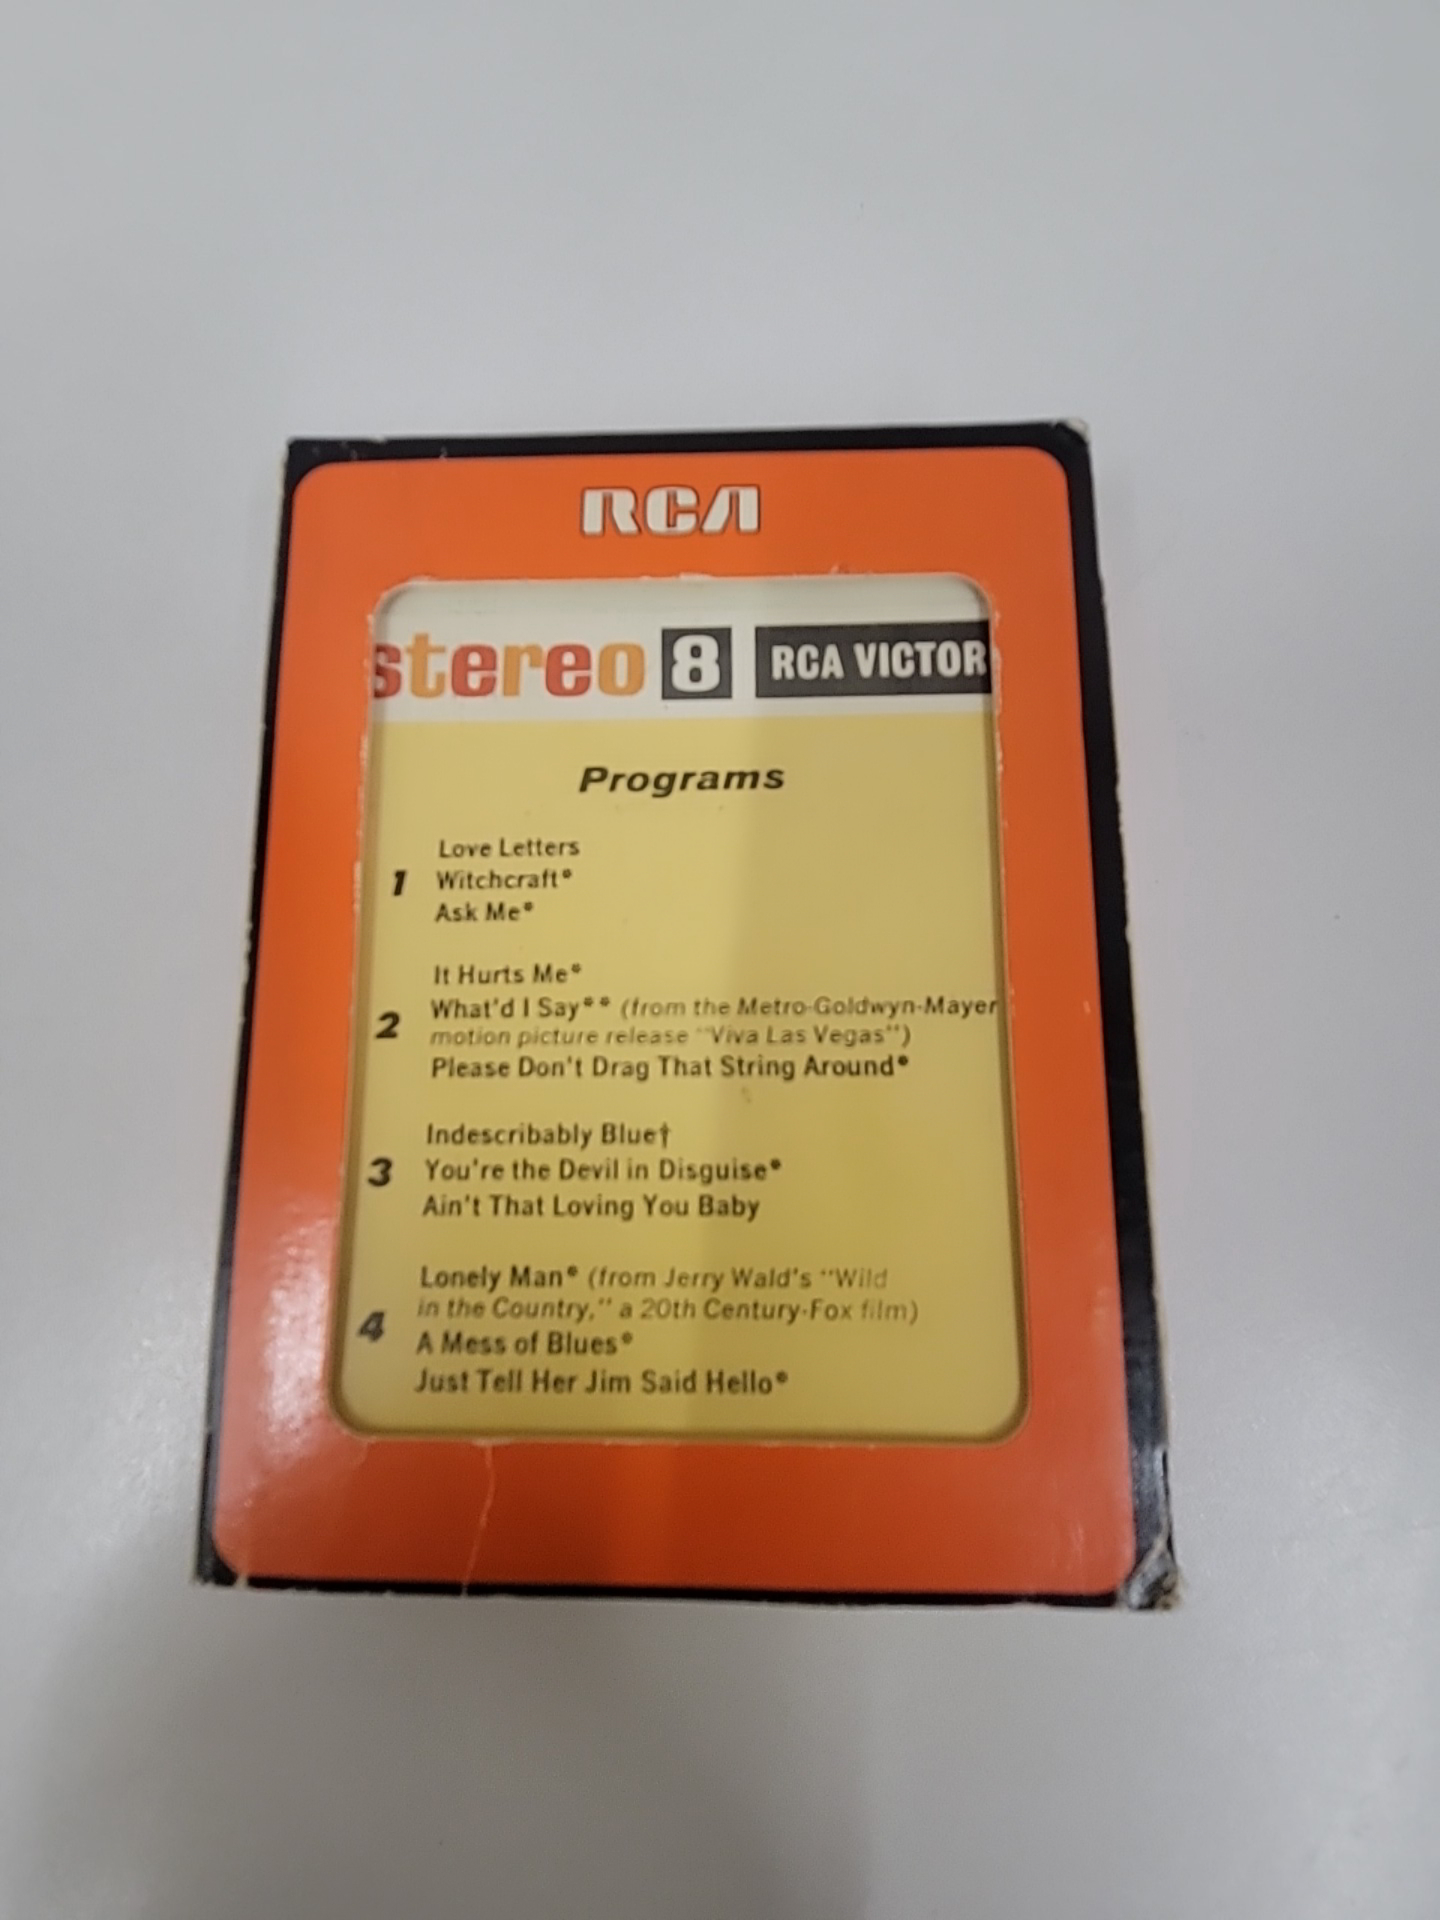 RCA
stereo 8 RCA VICTOR
Programs
1
Love Letters
Witchcraft*
Ask Me*
2
It Hurts Me*
What'd I Say** (from the Metro-Goldwyn-Mayer
motion picture release "Viva Las Vegas")
Please Don't Drag That String Around*
3
Indescribably Blue†
You're the Devil in Disguise*
Ain't That Loving You Baby
4
Lonely Man* (from Jerry Wald's "Wild
in the Country," a 20th Century-Fox film)
A Mess of Blues*
Just Tell Her Jim Said Hello*